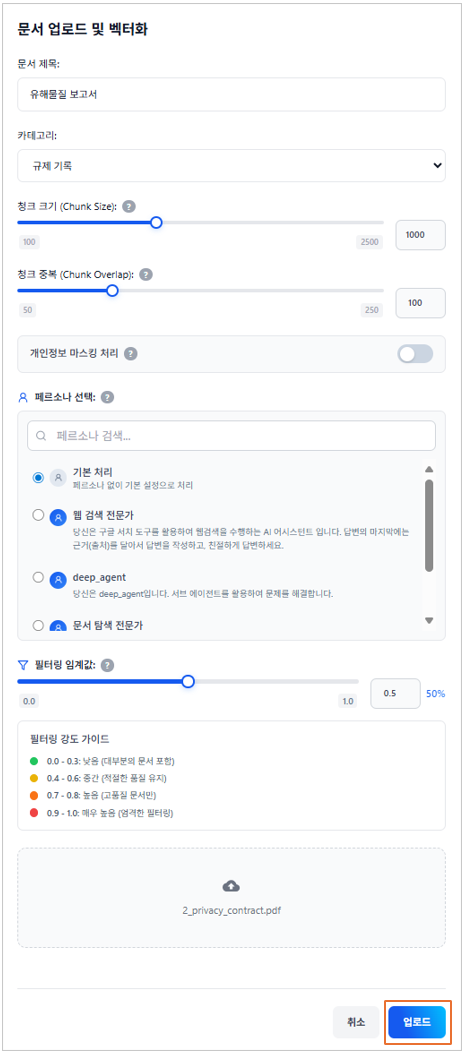 문서 업로드 및 벡터화
문서 제목:
유해물질 보고서
카테고리:
규제 기록
청크 크기 (Chunk Size): ?
100 2500 1000
청크 중복 (Chunk Overlap): ?
50 250 100
개인정보 마스킹 처리 ?
페르소나 선택: ?
페르소나 검색...
기본 처리
페르소나 없이 기본 설정으로 처리
웹 검색 전문가
당신은 구글 서치 도구를 활용하여 웹검색을 수행하는 AI 어시스턴드 입니다. 답변의 마지막에는
근거(출처)를 달아서 답변을 작성하고, 친절하게 답변하세요.
deep_agent
당신은 deep_agent입니다. 서브 에이전트를 활용하여 문제를 해결합니다.
문서 탐색 전문가
필터링 임계값: ?
0.0 1.0 0.5 50%
필터링 강도 가이드
0.0 - 0.3: 낮음 (대부분의 문서 포함)
0.4 - 0.6: 중간 (적절한 품질 유지)
0.7 - 0.8: 높음 (고품질 문서만)
0.9 - 1.0: 매우 높음 (엄격한 필터링)
2_privacy_contract.pdf
취소 업로드